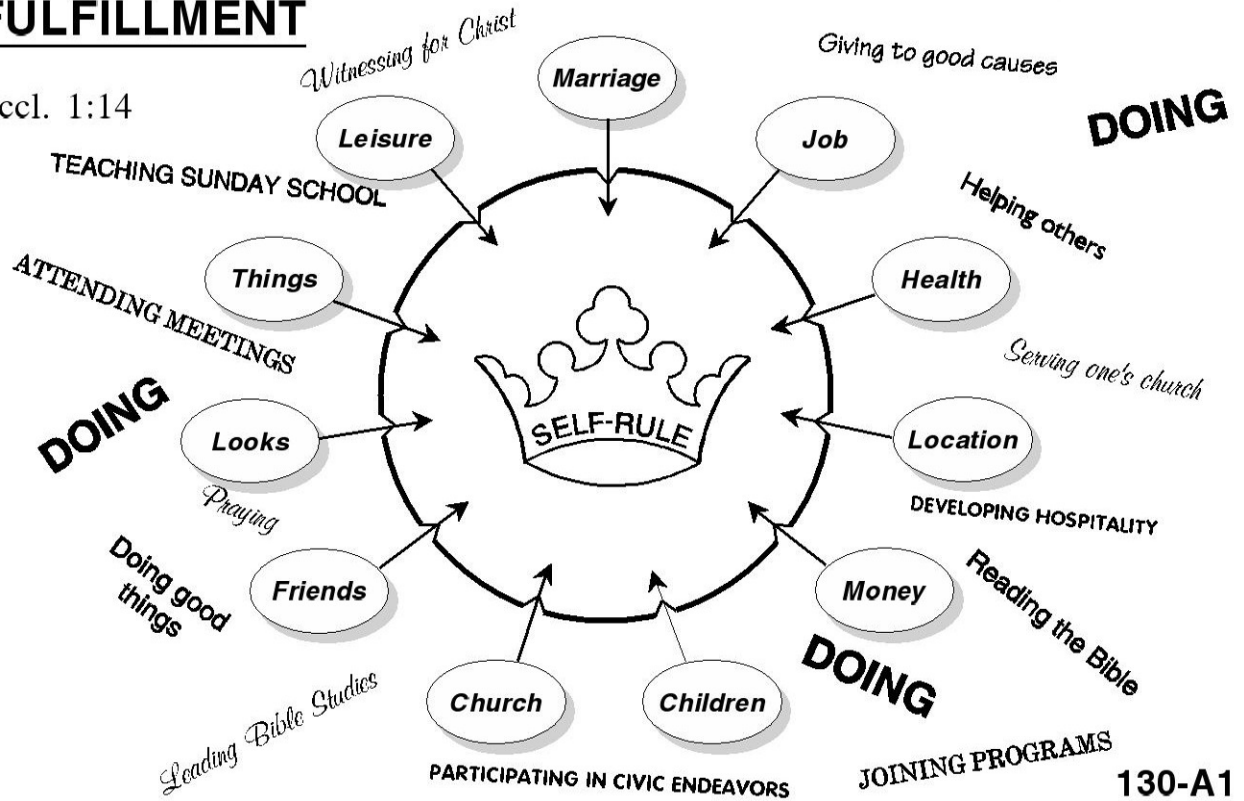 FULFILLMENT
Witnessing for Christ
Marriage
Giving to good causes
ccl. 1:14
Leisure
Job
DOING
TEACHING SUNDAY SCHOOL
Helping others
Things
Health
ATTENDING MEETINGS
Serving one's church
DOING
Looks
SELF-RULE
Location
Praying
DEVELOPING HOSPITALITY
Doing good
things
Friends
Money
Reading the Bible
DOING
Leading Bible Studies
Church
Children
PARTICIPATING IN CIVIC ENDEAVORS
JOINING PROGRAMS
130-A1